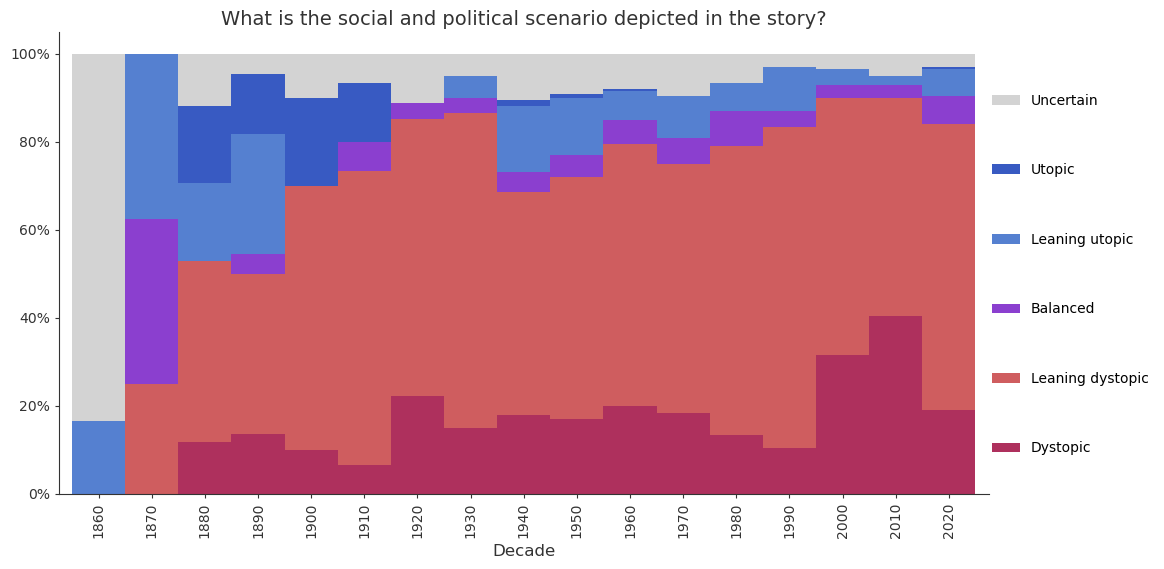 What is the social and political scenario depicted in the story?
100%
80%
60%
40%
20%
0%
1860
1870
1880
1890
1900
1910
1920
1930
1940
1950
1960
1970
1980
1990
2000
2010
2020
Decade
Uncertain
Utopic
Leaning utopic
Balanced
Leaning dystopic
Dystopic